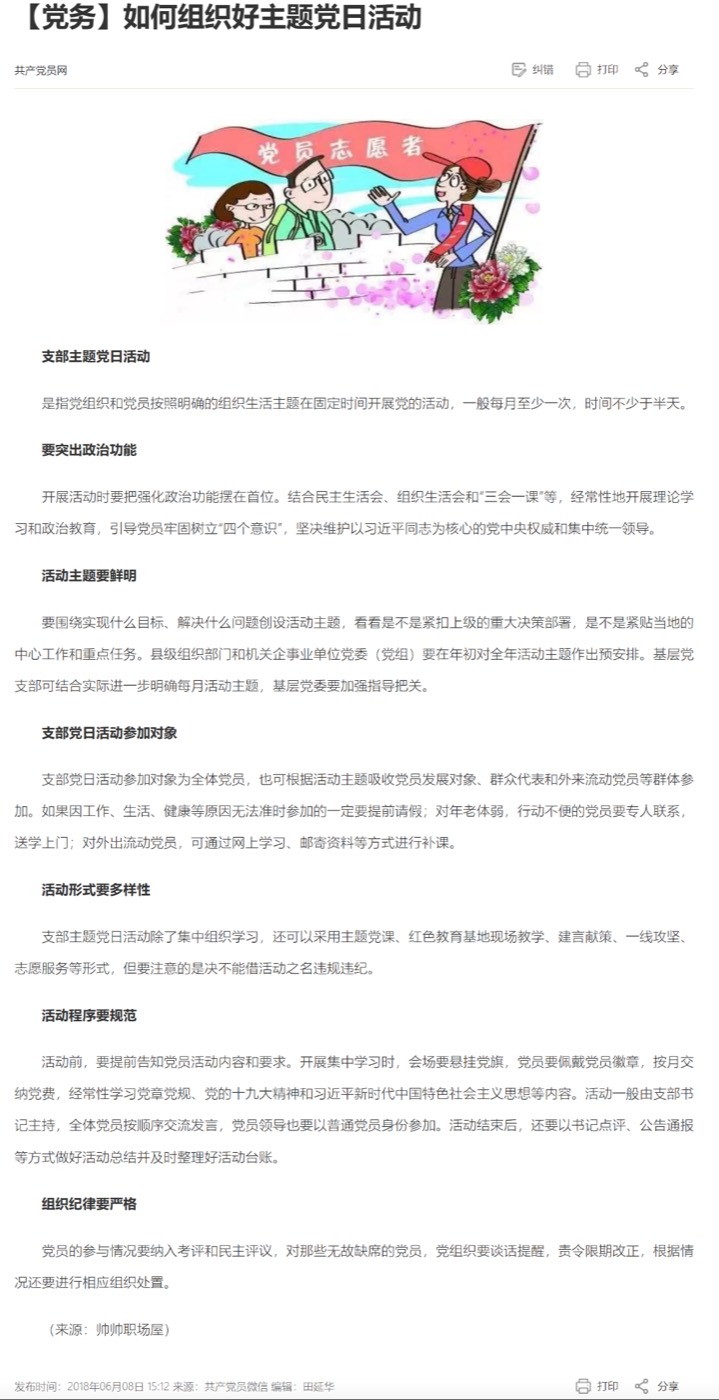 【党务】如何组织好主题党日活动
共产党员网
纠错 打印 分享
党员志愿者
支部主题党日活动
是指党组织和党员按照明确的组织生活主题在固定时间开展党的活动，一般每月至少一次，时间不少于半天。
要突出政治功能
开展活动时要把强化政治功能摆在首位。结合民主生活会、组织生活会和“三会一课”等，经常性地开展理论学
习和政治教育，引导党员牢固树立“四个意识”，坚决维护以习近平同志为核心的党中央权威和集中统一领导。
活动主题要鲜明
要围绕实现什么目标、解决什么问题创设活动主题，看看是不是紧扣上级的重大决策部署，是不是紧贴当地的
中心工作和重点任务。县级组织部门和机关企事业单位党委（党组）要在年初对全年活动主题作出预安排。基层党
支部可结合实际进一步明确每月活动主题，基层党委要加强指导把关。
支部党日活动参加对象
支部党日活动参加对象为全体党员，也可根据活动主题吸收党员发展对象、群众代表和外来流动党员等群体参
加。如果因工作、生活、健康等原因无法准时参加的一定要提前请假；对年老体弱，行动不便的党员要专人联系，
送学上门；对外出流动党员，可通过网上学习、邮寄资料等方式进行补课。
活动形式要多样性
支部主题党日活动除了集中组织学习，还可以采用主题党课、红色教育基地现场教学、建言献策、一线攻坚、
志愿服务等形式，但要注意的是决不能借活动之名违规违纪。
活动程序要规范
活动前，要提前告知党员活动内容和要求。开展集中学习时，会场要悬挂党旗，党员要佩戴党员徽章，按月交
纳党费，经常性学习党章党规、党的十九大精神和习近平新时代中国特色社会主义思想等内容。活动一般由支部书
记主持，全体党员按顺序交流发言，党员领导也要以普通党员身份参加。活动结束后，还要以书记点评、公告通报
等方式做好活动总结并及时整理好活动台账。
组织纪律要严格
党员的参与情况要纳入考评和民主评议，对那些无故缺席的党员，党组织要谈话提醒，责令限期改正，根据情
况还要进行相应组织处置。
（来源：帅帅职场屋）
发布时间：2018年06月08日 15:12 来源：共产党员微信 编辑：田延华 打印 分享